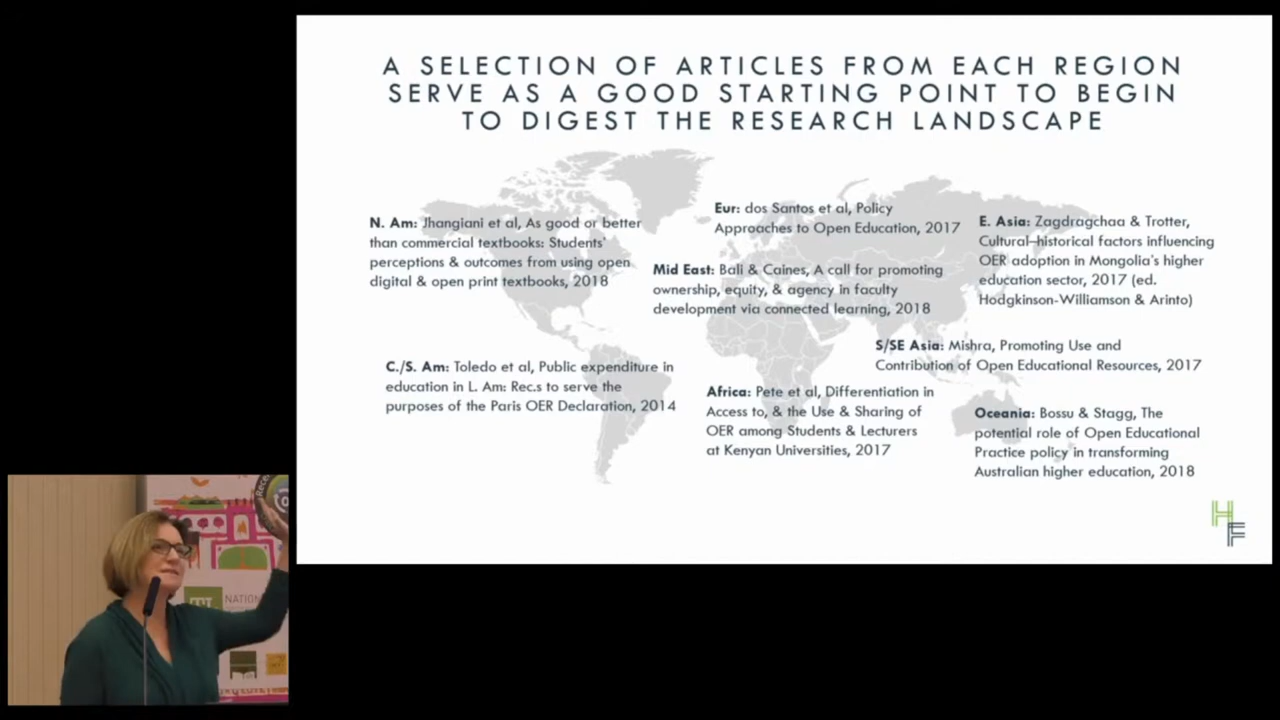 A SELECTION OF ARTICLES FROM EACH REGION
SERVE AS A GOOD STARTING POINT TO BEGIN
TO DIGEST THE RESEARCH LANDSCAPE
N. Am: Jhangiani et al, As good or better
than commercial textbooks: Students'
perceptions & outcomes from using open
digital & open print textbooks, 2018
Eur: dos Santos et al, Policy
Approaches to Open Education, 2017
E. Asia: Zagdragchaa & Trotter,
Cultural–historical factors influencing
OER adoption in Mongolia's higher
education sector, 2017 (ed.
Hodgkinson-Williamson & Arinto)
Mid East: Bali & Caines, A call for promoting
ownership, equity, & agency in faculty
development via connected learning, 2018
S/SE Asia: Mishra, Promoting Use and
Contribution of Open Educational Resources, 2017
C./S. Am: Toledo et al, Public expenditure in
education in L. Am: Rec.s to serve the
purposes of the Paris OER Declaration, 2014
Africa: Pete et al, Differentiation in
Access to, & the Use & Sharing of
OER among Students & Lecturers
at Kenyan Universities, 2017
Oceania: Bossu & Stagg, The
potential role of Open Educational
Practice policy in transforming
Australian higher education, 2018
HF
NATION